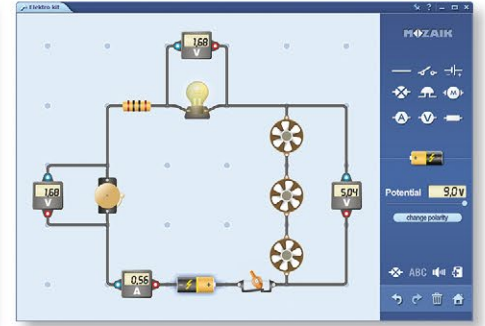 Elektro kit
MOZAIK
1.68
V
A V
M
1.68
V
5.04
V
0.56
A
Potential 9,0 V
change polarity
ABC